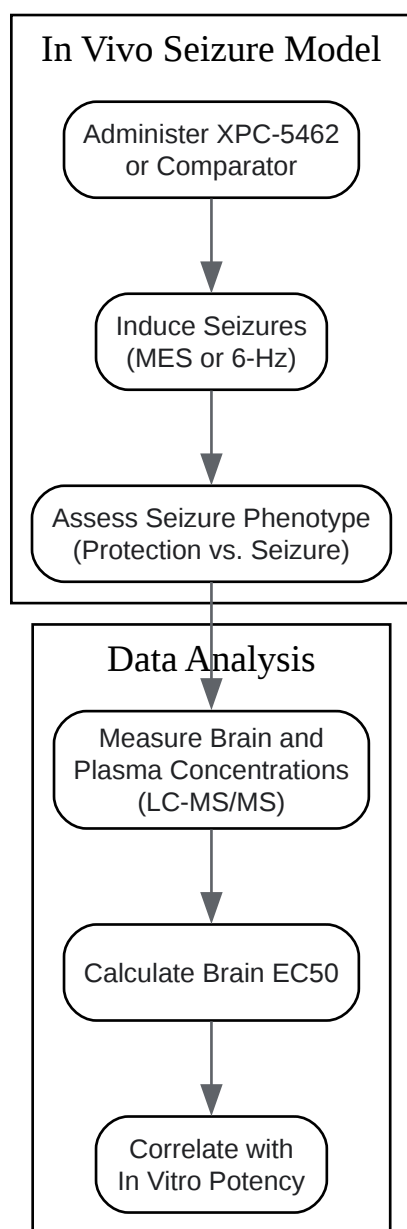 In Vivo Seizure Model
Administer XPC-5462
or Comparator
Induce Seizures
(MES or 6-Hz)
Assess Seizure Phenotype
(Protection vs. Seizure)
Data Analysis
Measure Brain and
Plasma Concentrations
(LC-MS/MS)
Calculate Brain EC50
Correlate with
In Vitro Potency